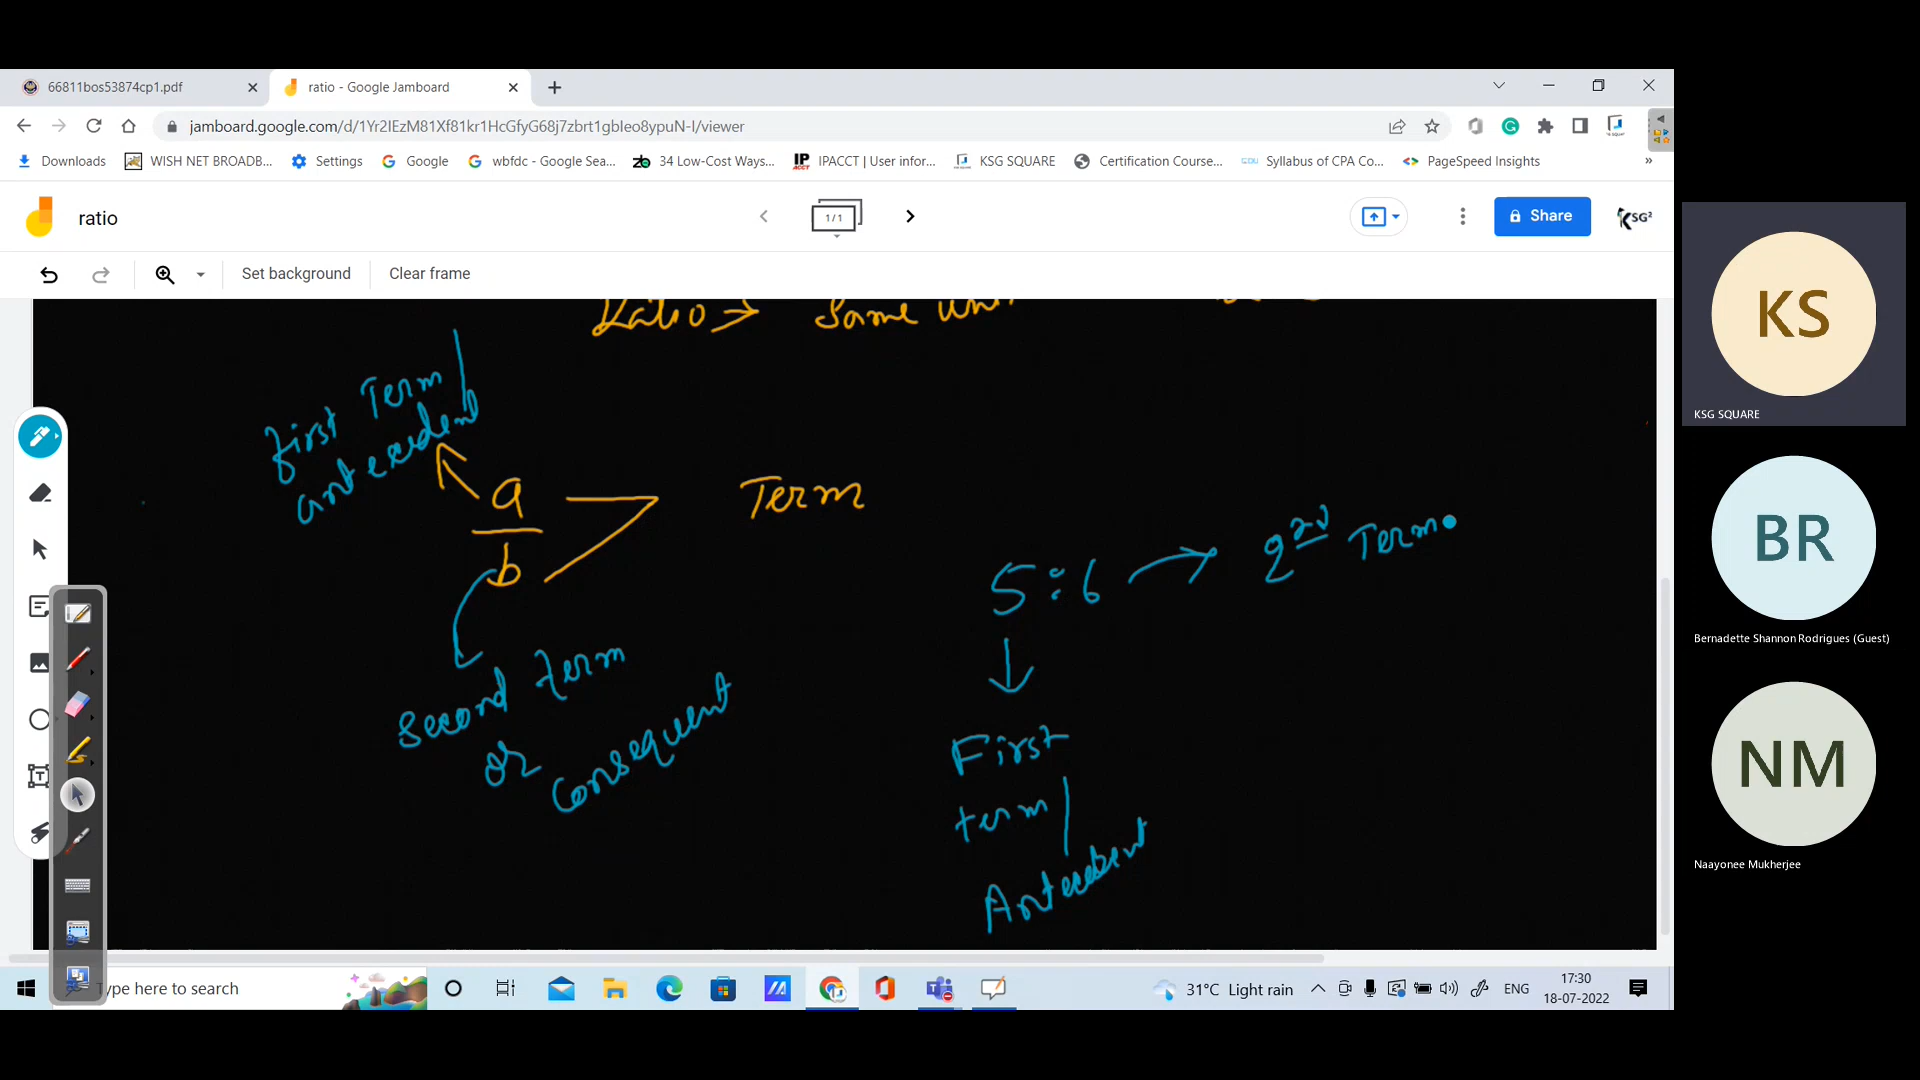 66811bos53874cp1.pdf
ratio - Google Jamboard
jamboard.google.com/d/1Yr2IEzM81Xf81kr1HcGfyG68j7zbrt1gbIeo8ypuN-I/viewer
Downloads WISH NET BROADB... Settings Google wbfdc - Google Sea... 34 Low-Cost Ways... IPACCT | User infor... KSG SQUARE Certification Course... Syllabus of CPA Co... PageSpeed Insights »
ratio
1/1
Share
KSG²
Set background Clear frame
Ratio → Same
First Term /
antecedent
a
b
Term
Second term
or
Consequent
5:6 → 2nd Term
First
term /
Antecedent
KS
KSG SQUARE
BR
Bernadette Shannon Rodrigues (Guest)
NM
Naayonee Mukherjee
Type here to search
31°C Light rain
ENG
17:30
18-07-2022